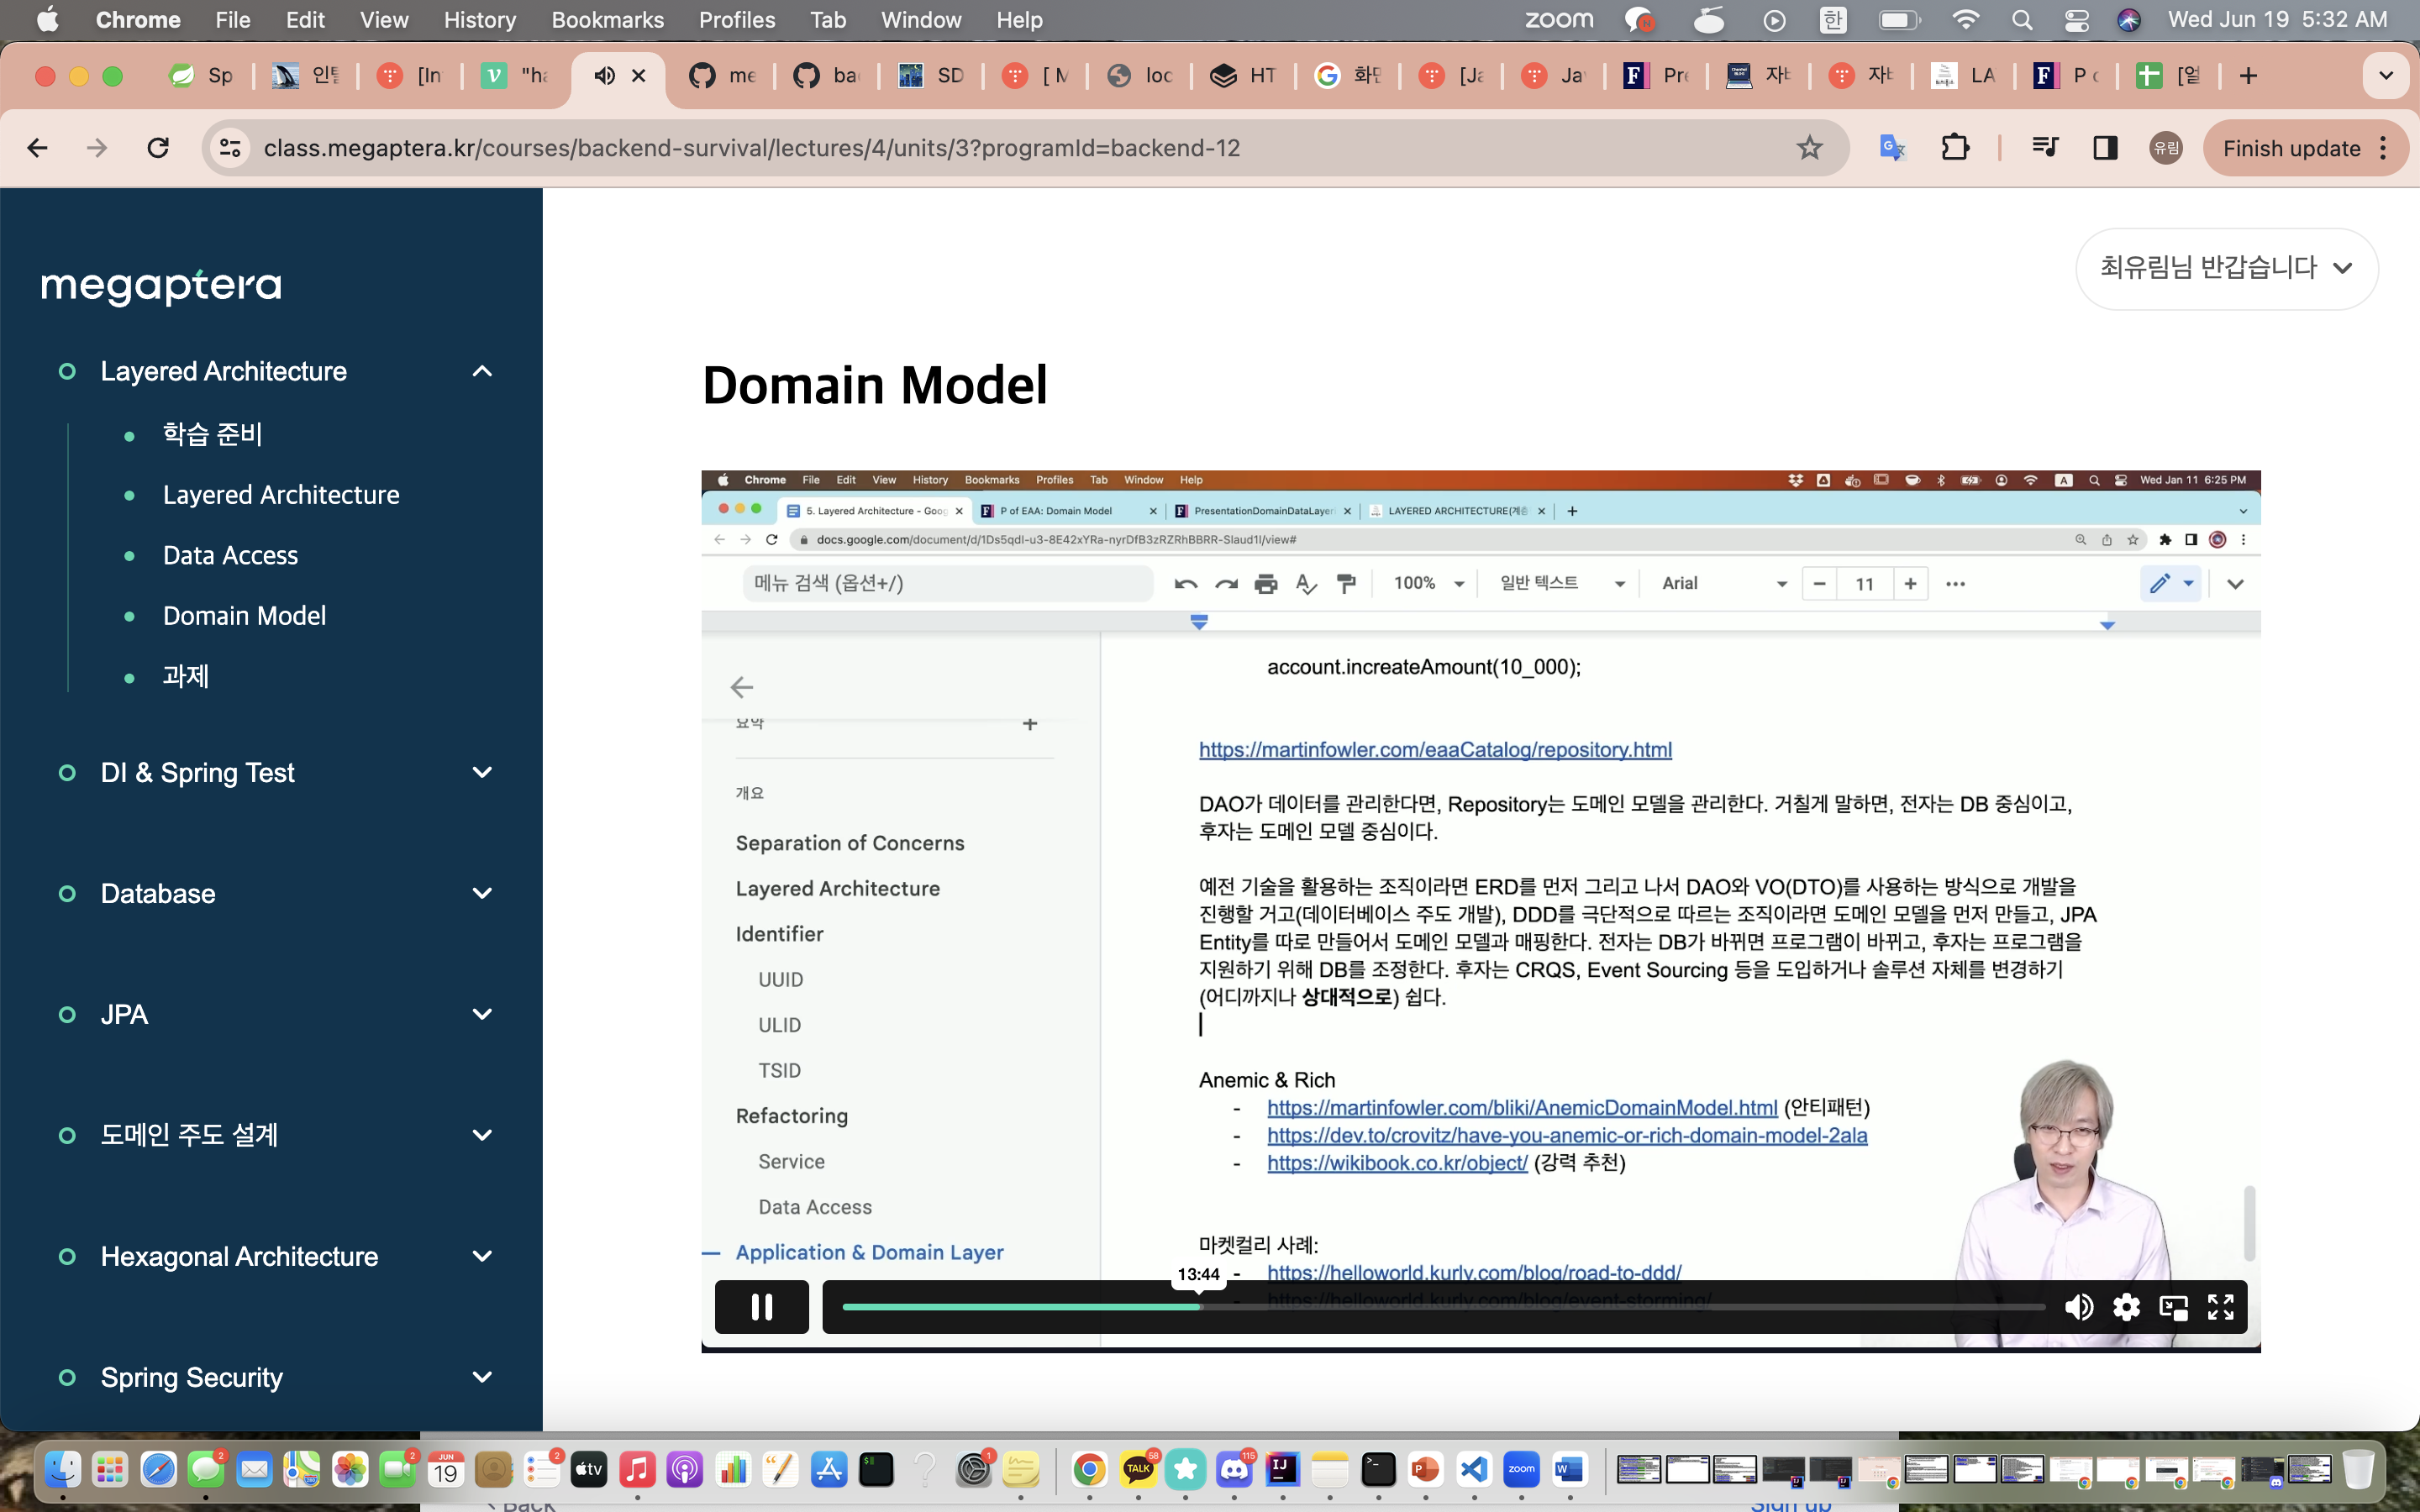 Chrome File Edit View History Bookmarks Profiles Tab Window Help zoom 한 Wed Jun 19 5:32 AM
Sp 인 [In "ha me ba SD [ M loc HT 화면 [Ja Ja Pre 자 자 LA P o [얼
class.megaptera.kr/courses/backend-survival/lectures/4/units/3?programId=backend-12 유림 Finish update
megaptera
최유림님 반갑습니다
Layered Architecture
학습 준비
Layered Architecture
Data Access
Domain Model
과제
DI & Spring Test
Database
JPA
도메인 주도 설계
Hexagonal Architecture
Spring Security
Domain Model
Chrome File Edit View History Bookmarks Profiles Tab Window Help A Wed Jan 11 6:25 PM
5. Layered Architecture - Goog P of EAA: Domain Model PresentationDomainDataLayeri LAYERED ARCHITECTURE(계층
docs.google.com/document/d/1Ds5qdI-u3-8E42xYRa-nyrDfB3zRZRhBBRR-Slaud1I/view#
메뉴 검색 (옵션+/) 100% 일반 텍스트 Arial 11
요약
개요
Separation of Concerns
Layered Architecture
Identifier
UUID
ULID
TSID
Refactoring
Service
Data Access
Application & Domain Layer
account.increateAmount(10_000);
https://martinfowler.com/eaaCatalog/repository.html
DAO가 데이터를 관리한다면, Repository는 도메인 모델을 관리한다. 거칠게 말하면, 전자는 DB 중심이고,
후자는 도메인 모델 중심이다.
예전 기술을 활용하는 조직이라면 ERD를 먼저 그리고 나서 DAO와 VO(DTO)를 사용하는 방식으로 개발을
진행할 거고(데이터베이스 주도 개발), DDD를 극단적으로 따르는 조직이라면 도메인 모델을 먼저 만들고, JPA
Entity를 따로 만들어서 도메인 모델과 매핑한다. 전자는 DB가 바뀌면 프로그램이 바뀌고, 후자는 프로그램을
지원하기 위해 DB를 조정한다. 후자는 CRQS, Event Sourcing 등을 도입하거나 솔루션 자체를 변경하기
(어디까지나 상대적으로) 쉽다.
Anemic & Rich
- https://martinfowler.com/bliki/AnemicDomainModel.html (안티패턴)
- https://dev.to/crovitz/have-you-anemic-or-rich-domain-model-2ala
- https://wikibook.co.kr/object/ (강력 추천)
마켓컬리 사례:
- https://helloworld.kurly.com/blog/road-to-ddd/
https://helloworld.kurly.com/blog/event-storming/
13:44
2 2 JUN 19 2 tv 1 TALK 58 115 IJ zoom
Back Sign up